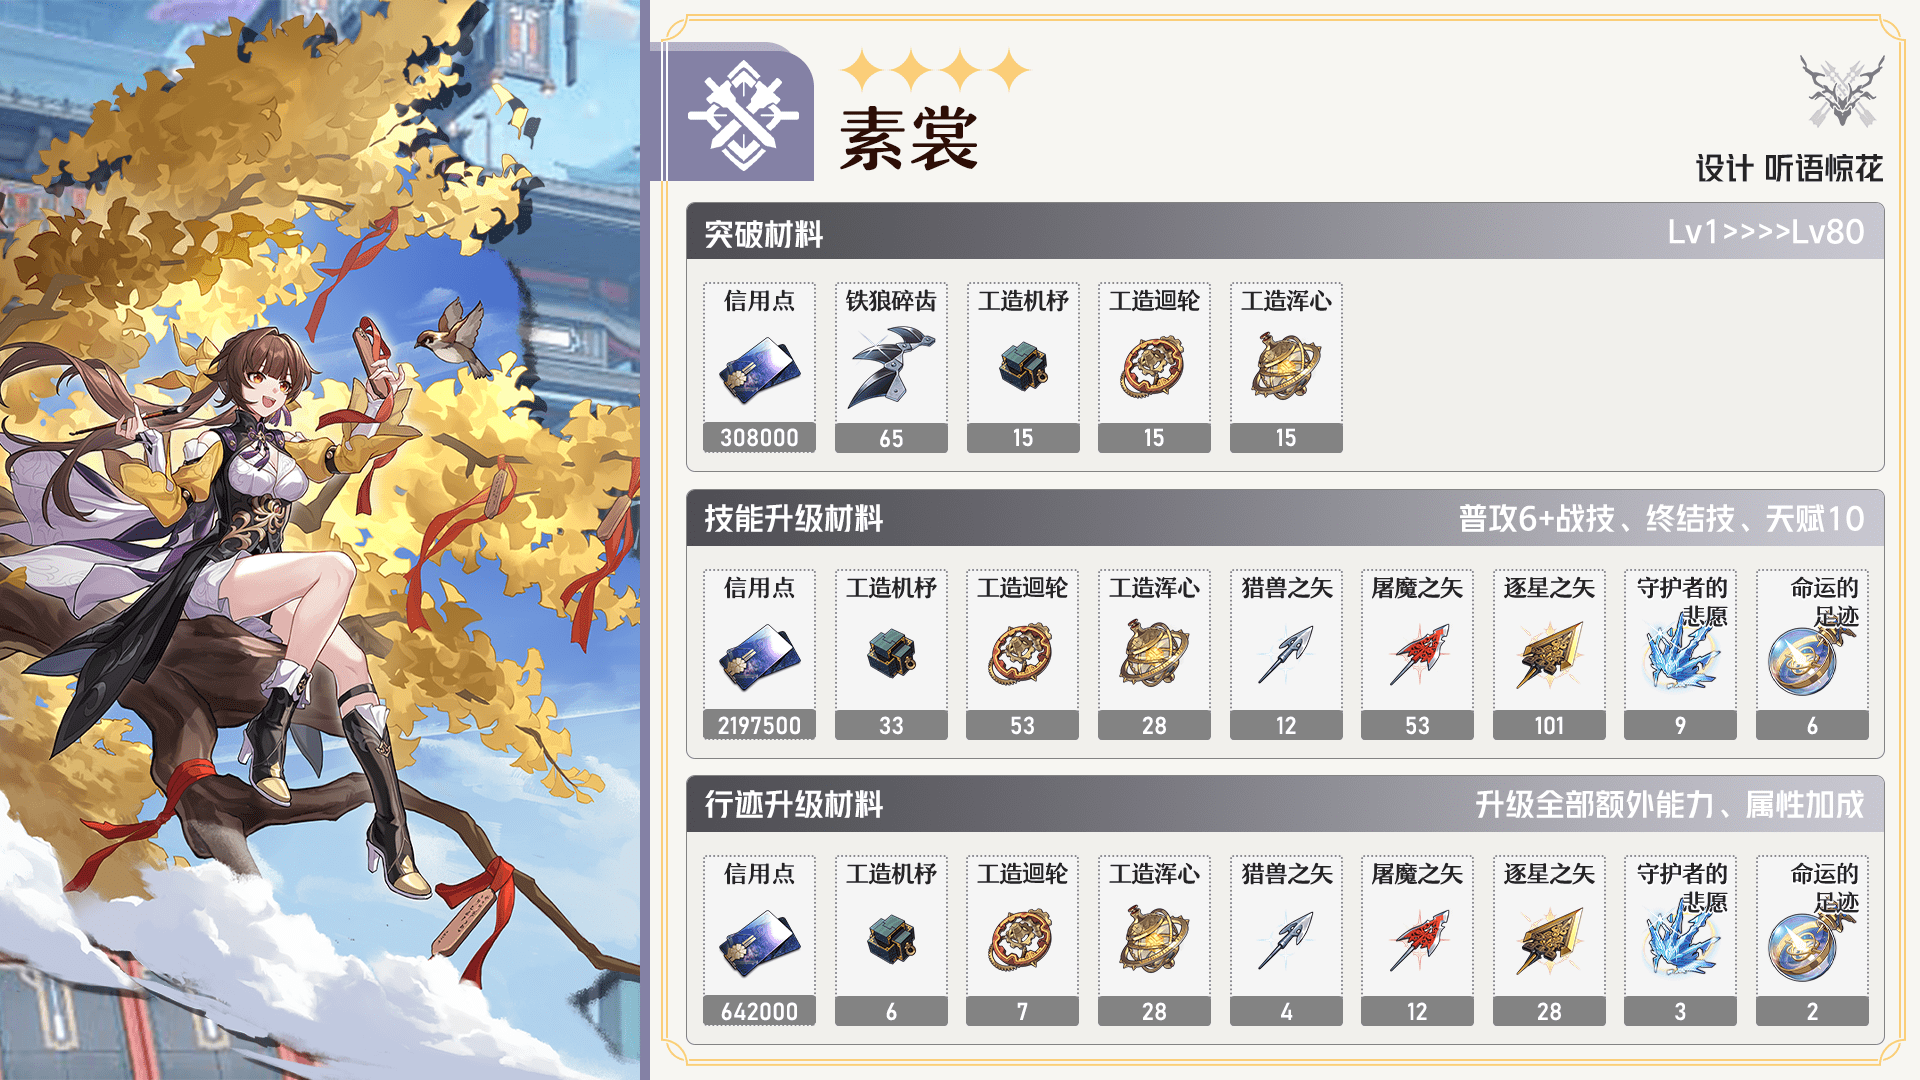 素裳
设计 听语惊花
突破材料 Lv1>>>>Lv80
信用点 铁狼碎齿 工造机杼 工造迴轮 工造浑心
308000 65 15 15 15
技能升级材料 普攻6+战技、终结技、天赋10
信用点 工造机杼 工造迴轮 工造浑心 猎兽之矢 屠魔之矢 逐星之矢 守护者的 命运的
悲愿 足迹
2197500 33 53 28 12 53 101 9 6
行迹升级材料 升级全部额外能力、属性加成
信用点 工造机杼 工造迴轮 工造浑心 猎兽之矢 屠魔之矢 逐星之矢 守护者的 命运的
悲愿 足迹
642000 6 7 28 4 12 28 3 2